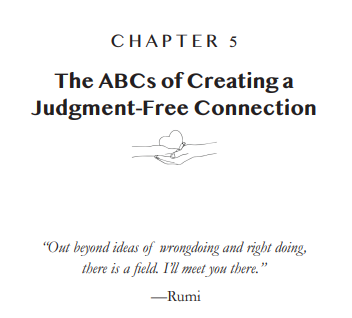 CHAPTER 5
The ABCs of Creating a
Judgment-Free Connection
“Out beyond ideas of wrongdoing and right doing,
there is a field. I’ll meet you there.”
—Rumi